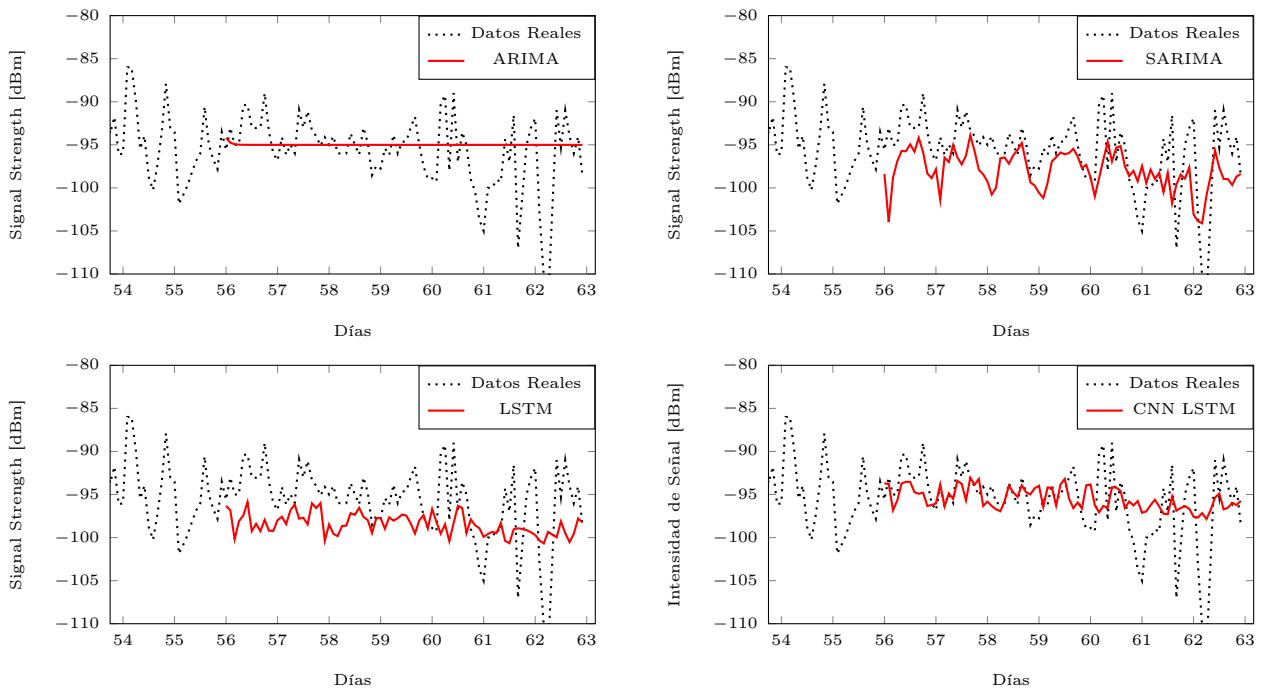 −80
−85
−90
−95
−100
−105
−110
Signal Strength [dBm]
Datos Reales
ARIMA
54 55 56 57 58 59 60 61 62 63
Días
−80
−85
−90
−95
−100
−105
−110
Signal Strength [dBm]
Datos Reales
SARIMA
54 55 56 57 58 59 60 61 62 63
Días
−80
−85
−90
−95
−100
−105
−110
Signal Strength [dBm]
Datos Reales
LSTM
54 55 56 57 58 59 60 61 62 63
Días
−80
−85
−90
−95
−100
−105
−110
Intensidad de Señal [dBm]
Datos Reales
CNN LSTM
54 55 56 57 58 59 60 61 62 63
Días